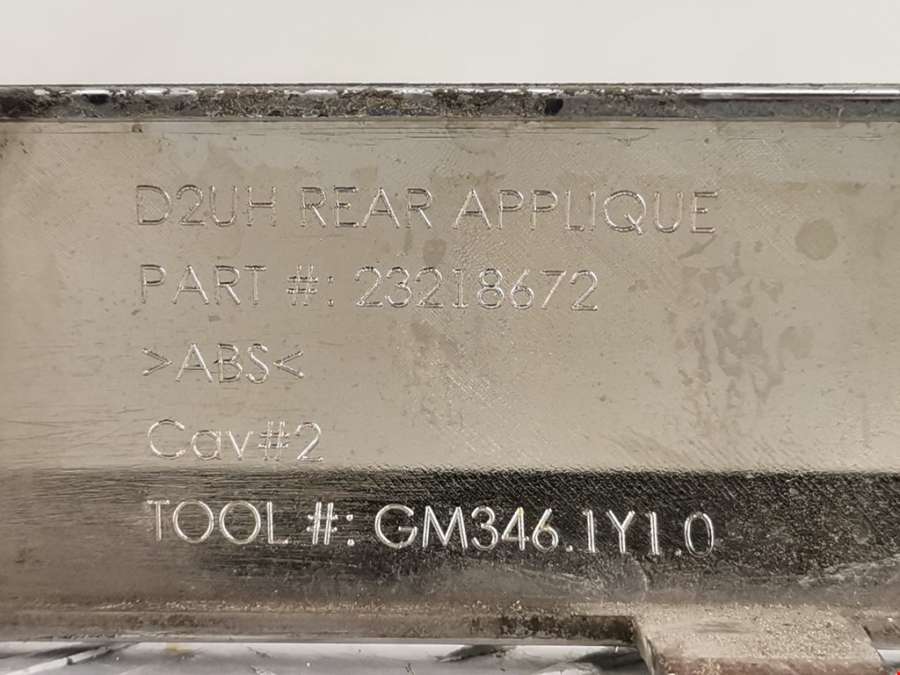 D2UH REAR APPLIQUE
PART #: 23218672
>ABS<
Cav#2
TOOL #: GM346.1Y1.0